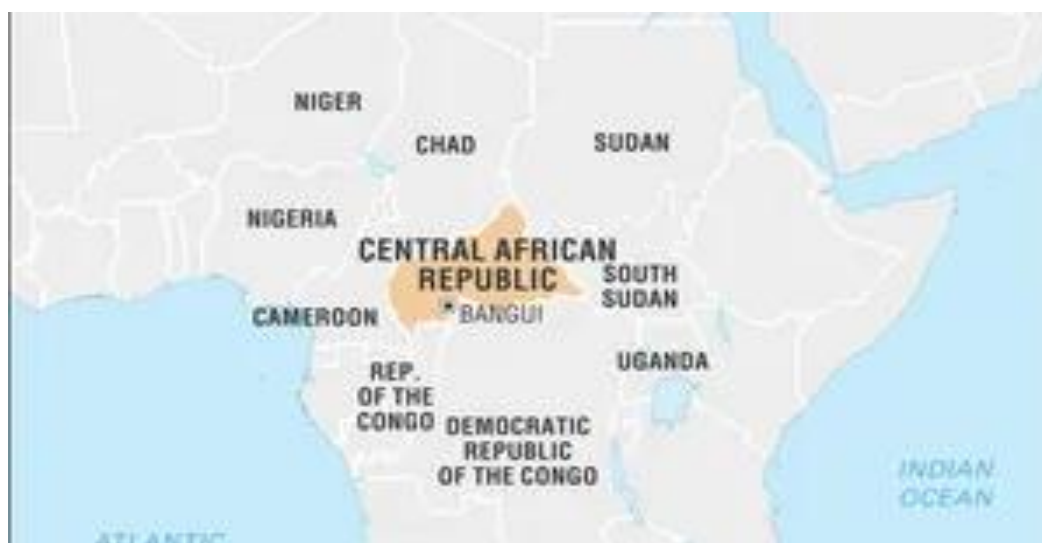 NIGER
CHAD
SUDAN
NIGERIA
CENTRAL AFRICAN
REPUBLIC
SOUTH
SUDAN
CAMEROON
BANGUI
UGANDA
REP.
OF THE
CONGO
DEMOCRATIC
REPUBLIC
OF THE CONGO
INDIAN
OCEAN
ATLANTIC